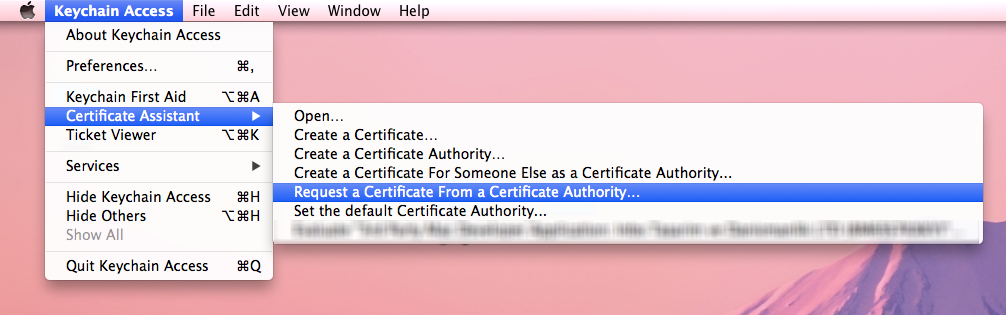 Keychain Access File Edit View Window Help
About Keychain Access
Preferences... ⌘,
Keychain First Aid ⌥⌘A
Certificate Assistant ▶
Ticket Viewer ⌥⌘K
Services ▶
Hide Keychain Access ⌘H
Hide Others ⌥⌘H
Show All
Quit Keychain Access ⌘Q
Open...
Create a Certificate...
Create a Certificate Authority...
Create a Certificate For Someone Else as a Certificate Authority...
Request a Certificate From a Certificate Authority...
Set the default Certificate Authority...